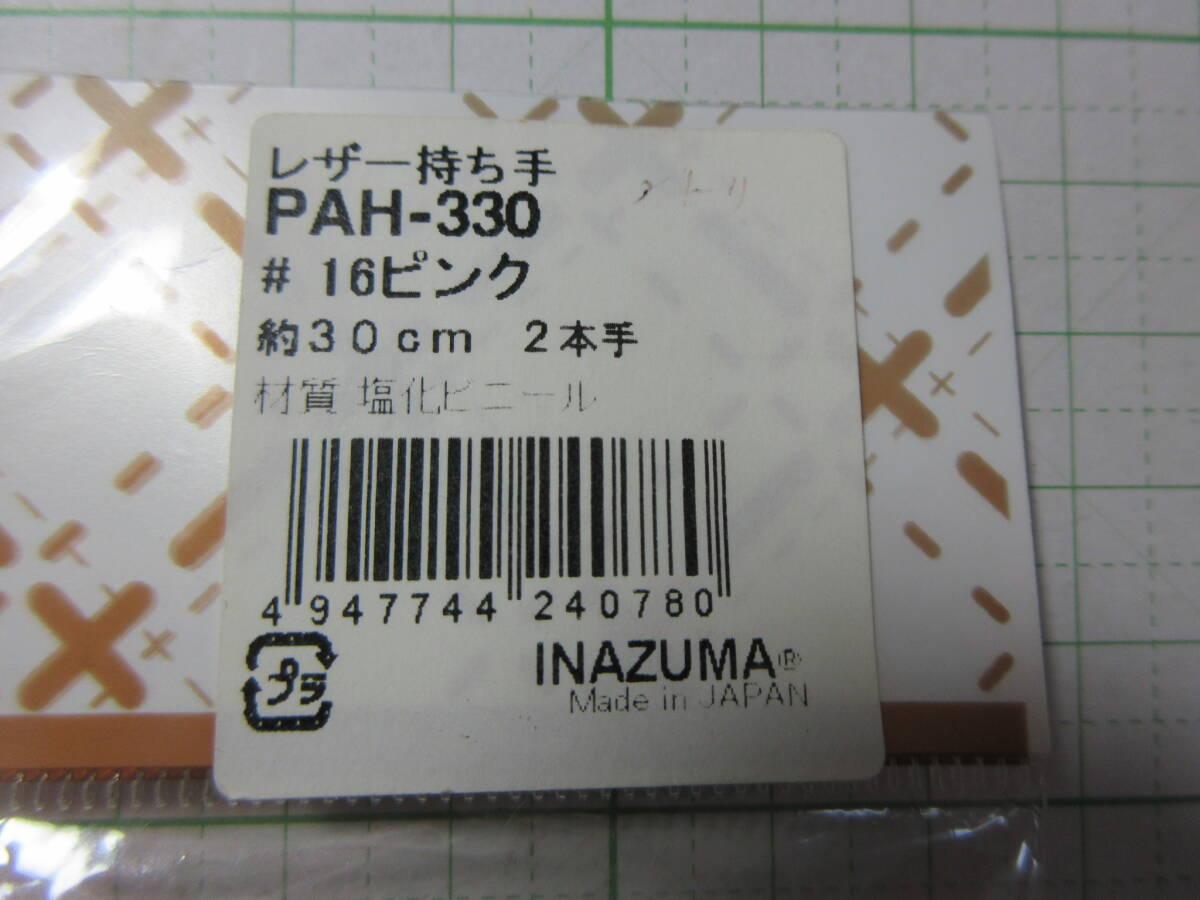 レザー持ち手
PAH-330
# 16ピンク
約30cm 2本手
材質 塩化ビニール
4 947744 240780
プラ
INAZUMA®
Made in JAPAN